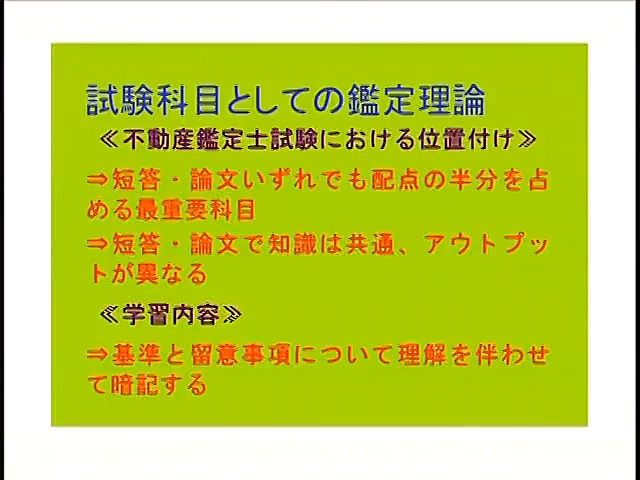 試験科目としての鑑定理論
≪不動産鑑定士試験における位置付け≫
⇒短答・論文いずれでも配点の半分を占
める最重要科目
⇒短答・論文で知識は共通、アウトプッ
トが異なる
≪学習内容≫
⇒基準と留意事項について理解を伴わせ
て暗記する